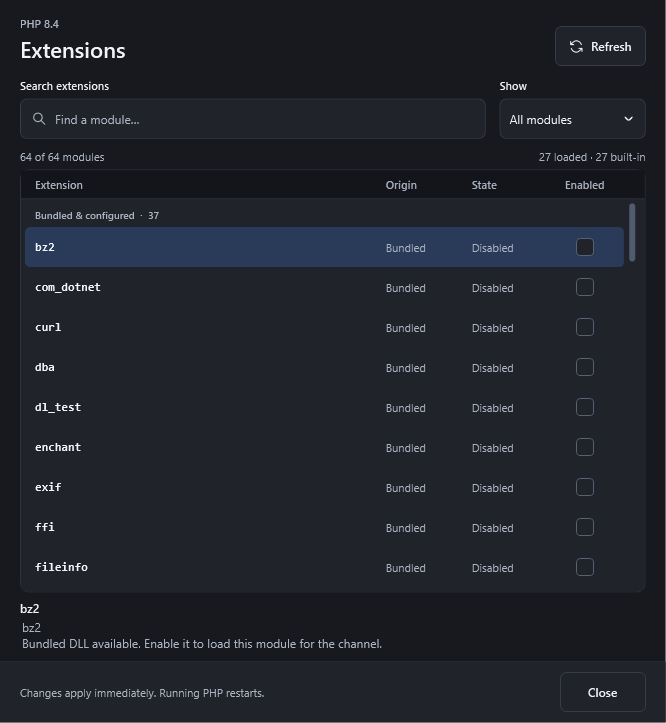 PHP 8.4
Extensions
Refresh
Search extensions
Show
Find a module...
All modules
64 of 64 modules
27 loaded · 27 built-in
Extension Origin State Enabled
Bundled & configured · 37
bz2 Bundled Disabled
com_dotnet Bundled Disabled
curl Bundled Disabled
dba Bundled Disabled
dl_test Bundled Disabled
enchant Bundled Disabled
exif Bundled Disabled
ffi Bundled Disabled
fileinfo Bundled Disabled
bz2
bz2
Bundled DLL available. Enable it to load this module for the channel.
Changes apply immediately. Running PHP restarts.
Close